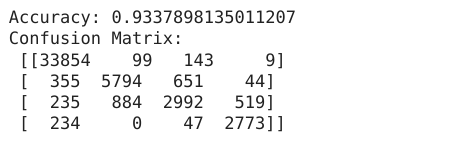 Accuracy: 0.9337898135011207
Confusion Matrix:
[[33854 99 143 9]
[ 355 5794 651 44]
[ 235 884 2992 519]
[ 234 0 47 2773]]